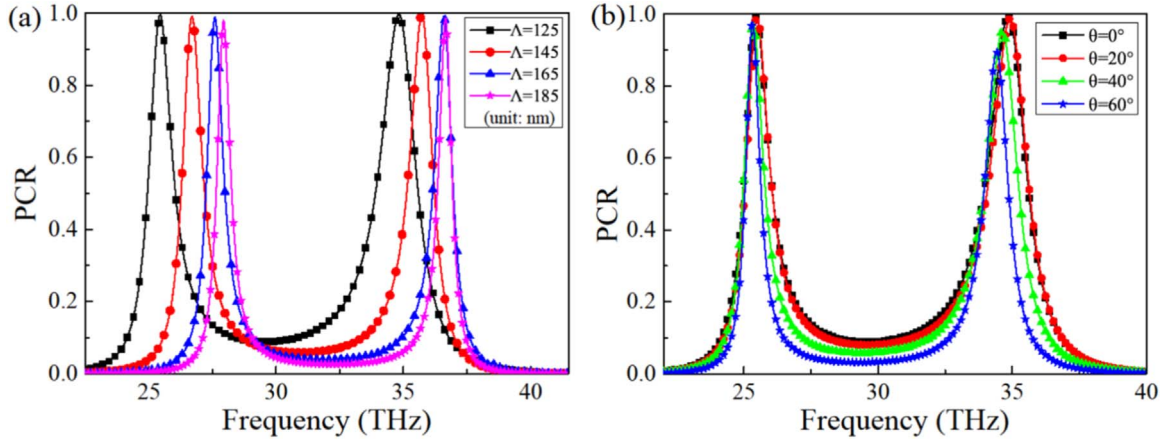 (a)
1.0
0.8
0.6
0.4
0.2
0.0
PCR
25
30
35
40
Frequency (THz)
Λ=125
Λ=145
Λ=165
Λ=185
(unit: nm)
(b)
1.0
0.8
0.6
0.4
0.2
0.0
PCR
25
30
35
40
Frequency (THz)
θ=0°
θ=20°
θ=40°
θ=60°